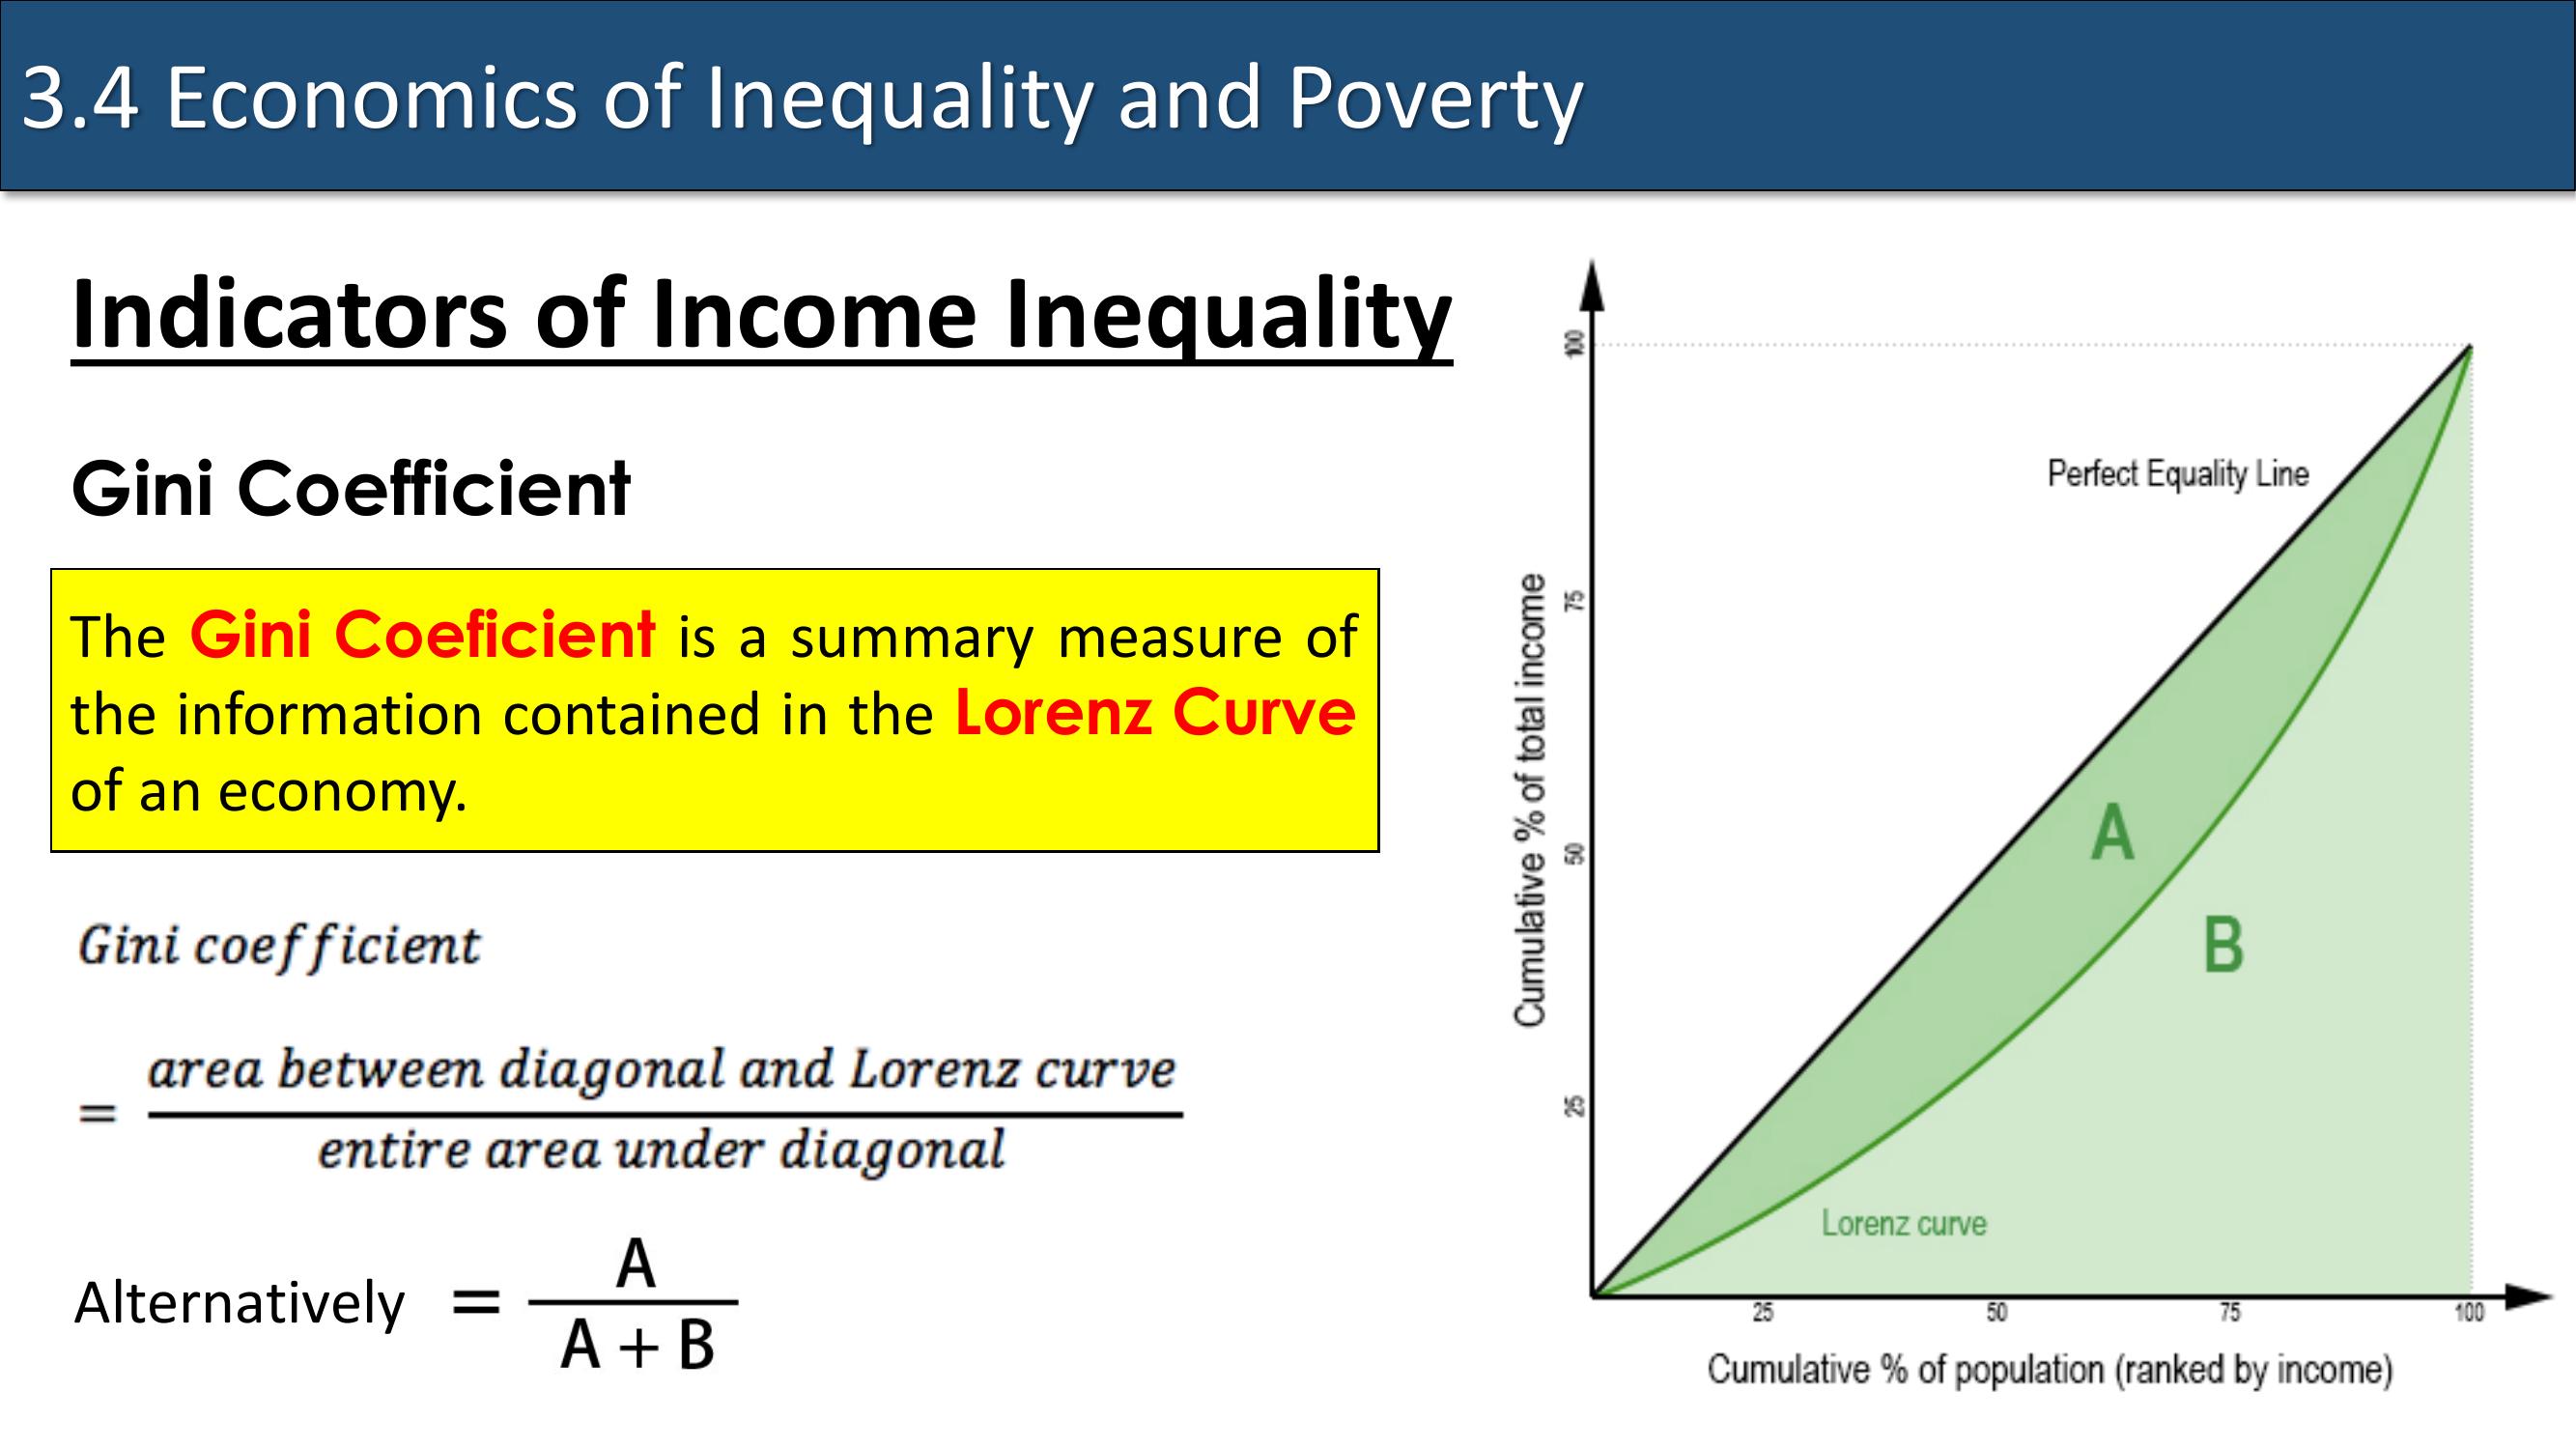 3.4 Economics of Inequality and Poverty
Indicators of Income Inequality
Gini Coefficient
The Gini Coeficient is a summary measure of
the information contained in the Lorenz Curve
of an economy.
Gini coefficient
= area between diagonal and Lorenz curve
entire area under diagonal
Alternatively = A
A + B
100
75
50
25
Cumulative % of total income
Perfect Equality Line
A
B
Lorenz curve
25 50 75 100
Cumulative % of population (ranked by income)